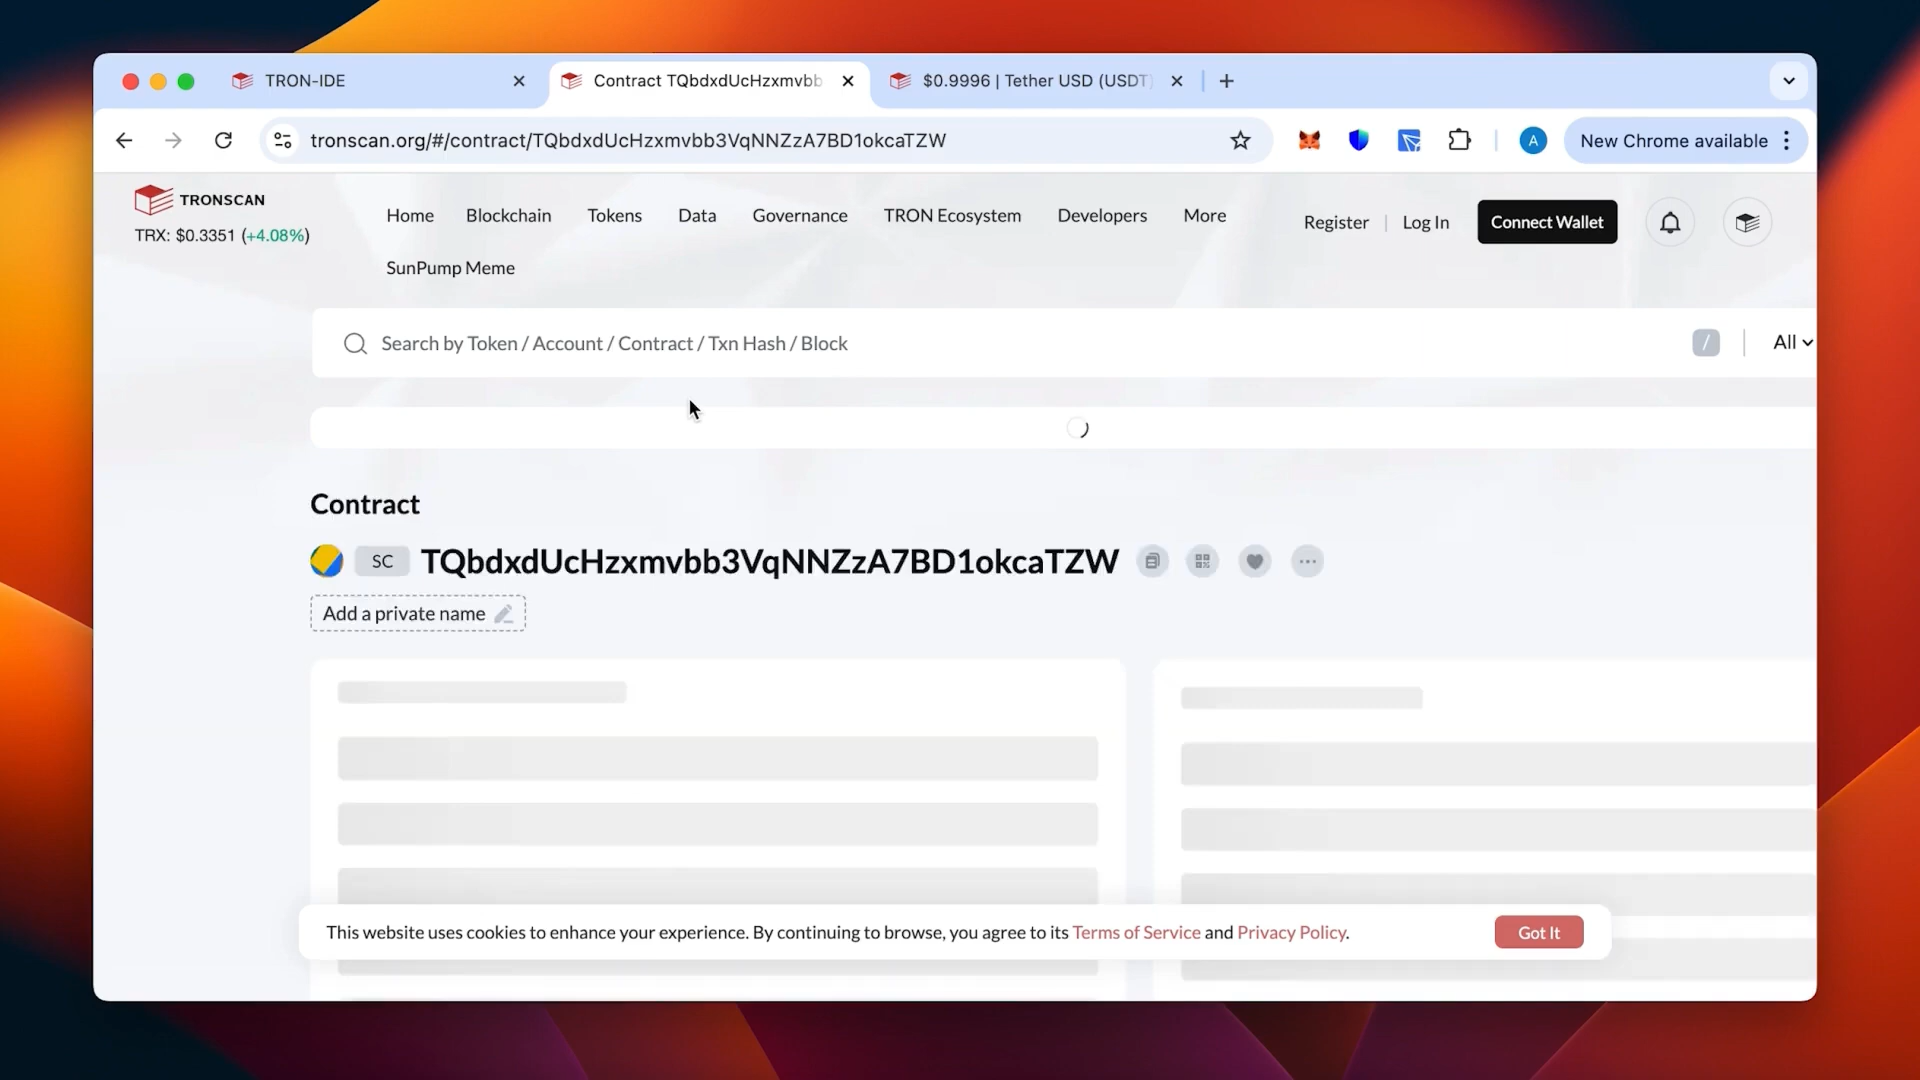 TRON-IDE
Contract TQbdxdUcHzxmvbb
$0.9996 | Tether USD (USDT)
tronscan.org/#/contract/TQbdxdUcHzxmvbb3VqNNZzA7BD1okcaTZW
A
New Chrome available
TRONSCAN
TRX: $0.3351 (+4.08%)
Home Blockchain Tokens Data Governance TRON Ecosystem Developers More
SunPump Meme
Register | Log In
Connect Wallet
Search by Token / Account / Contract / Txn Hash / Block
/
All
Contract
SC TQbdxdUcHzxmvbb3VqNNZzA7BD1okcaTZW
Add a private name
This website uses cookies to enhance your experience. By continuing to browse, you agree to its Terms of Service and Privacy Policy.
Got It